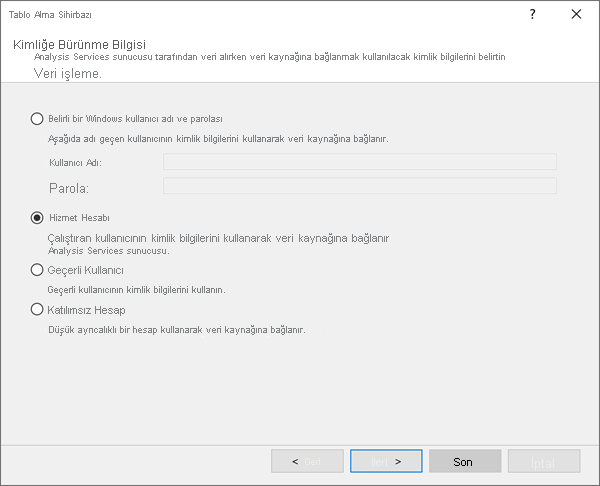 Tablo Alma Sihirbazı ?
Kimliğe Bürünme Bilgisi
Analysis Services sunucusu tarafından veri alırken veri kaynağına bağlanmak kullanılacak kimlik bilgilerini belirtin
Veri işleme.
Belirli bir Windows kullanıcı adı ve parolası
Aşağıda adı geçen kullanıcının kimlik bilgilerini kullanarak veri kaynağına bağlanır.
Kullanıcı Adı:
Parola:
Hizmet Hesabı
Çalıştıran kullanıcının kimlik bilgilerini kullanarak veri kaynağına bağlanır
Analysis Services sunucusu.
Geçerli Kullanıcı
Geçerli kullanıcının kimlik bilgilerini kullanın.
Katılımsız Hesap
Düşük ayrıcalıklı bir hesap kullanarak veri kaynağına bağlanır.
< Geri İleri > Son İptal